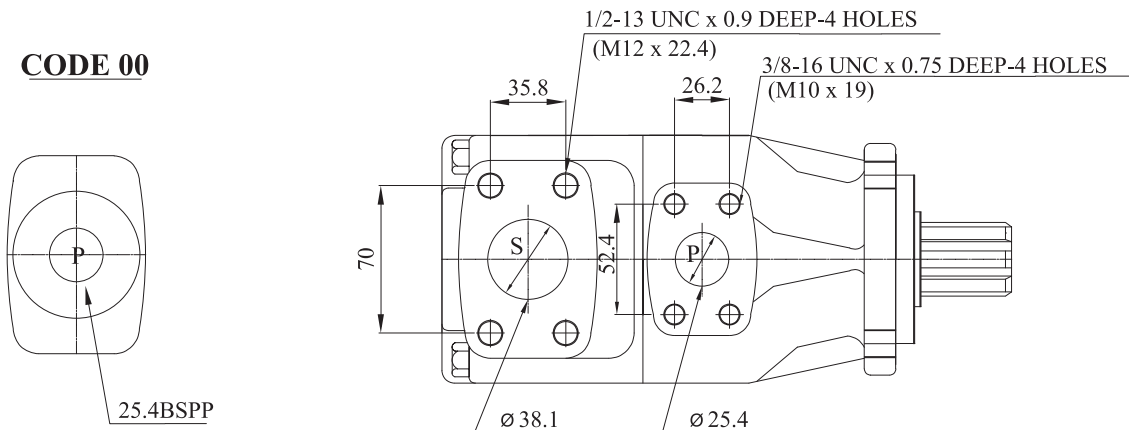 1/2-13 UNC x 0.9 DEEP-4 HOLES
(M12 x 22.4)
CODE 00
3/8-16 UNC x 0.75 DEEP-4 HOLES
(M10 x 19)
35.8
26.2
70
S
52.4
P
P
25.4BSPP
Ø 38.1
Ø 25.4